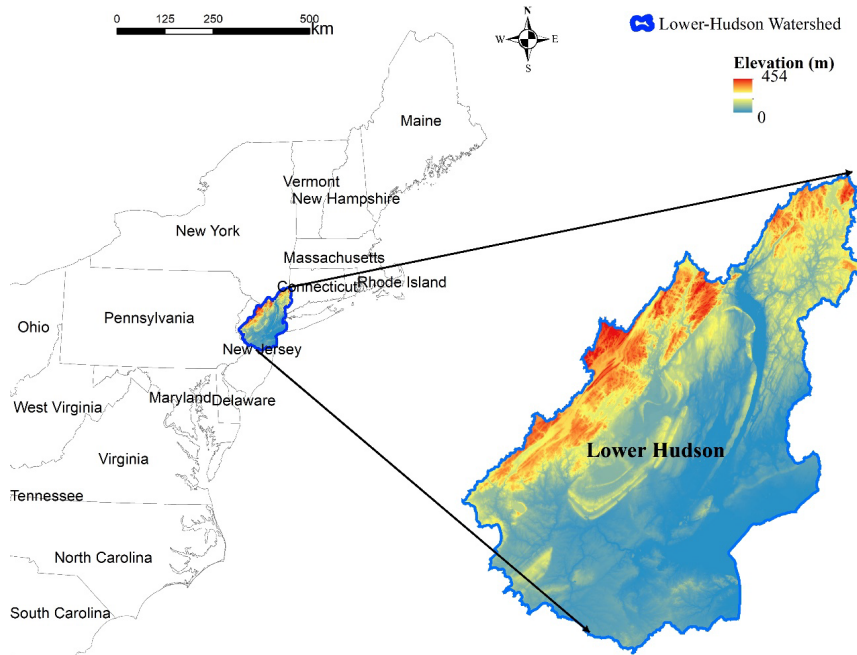 0 125 250 500
km
N
W E
S
Lower-Hudson Watershed
Elevation (m)
454
0
Maine
Vermont
New Hampshire
New York
Massachusetts
Connecticut
Rhode Island
Ohio
Pennsylvania
New Jersey
West Virginia
Maryland
Delaware
Virginia
Tennessee
North Carolina
South Carolina
Lower Hudson